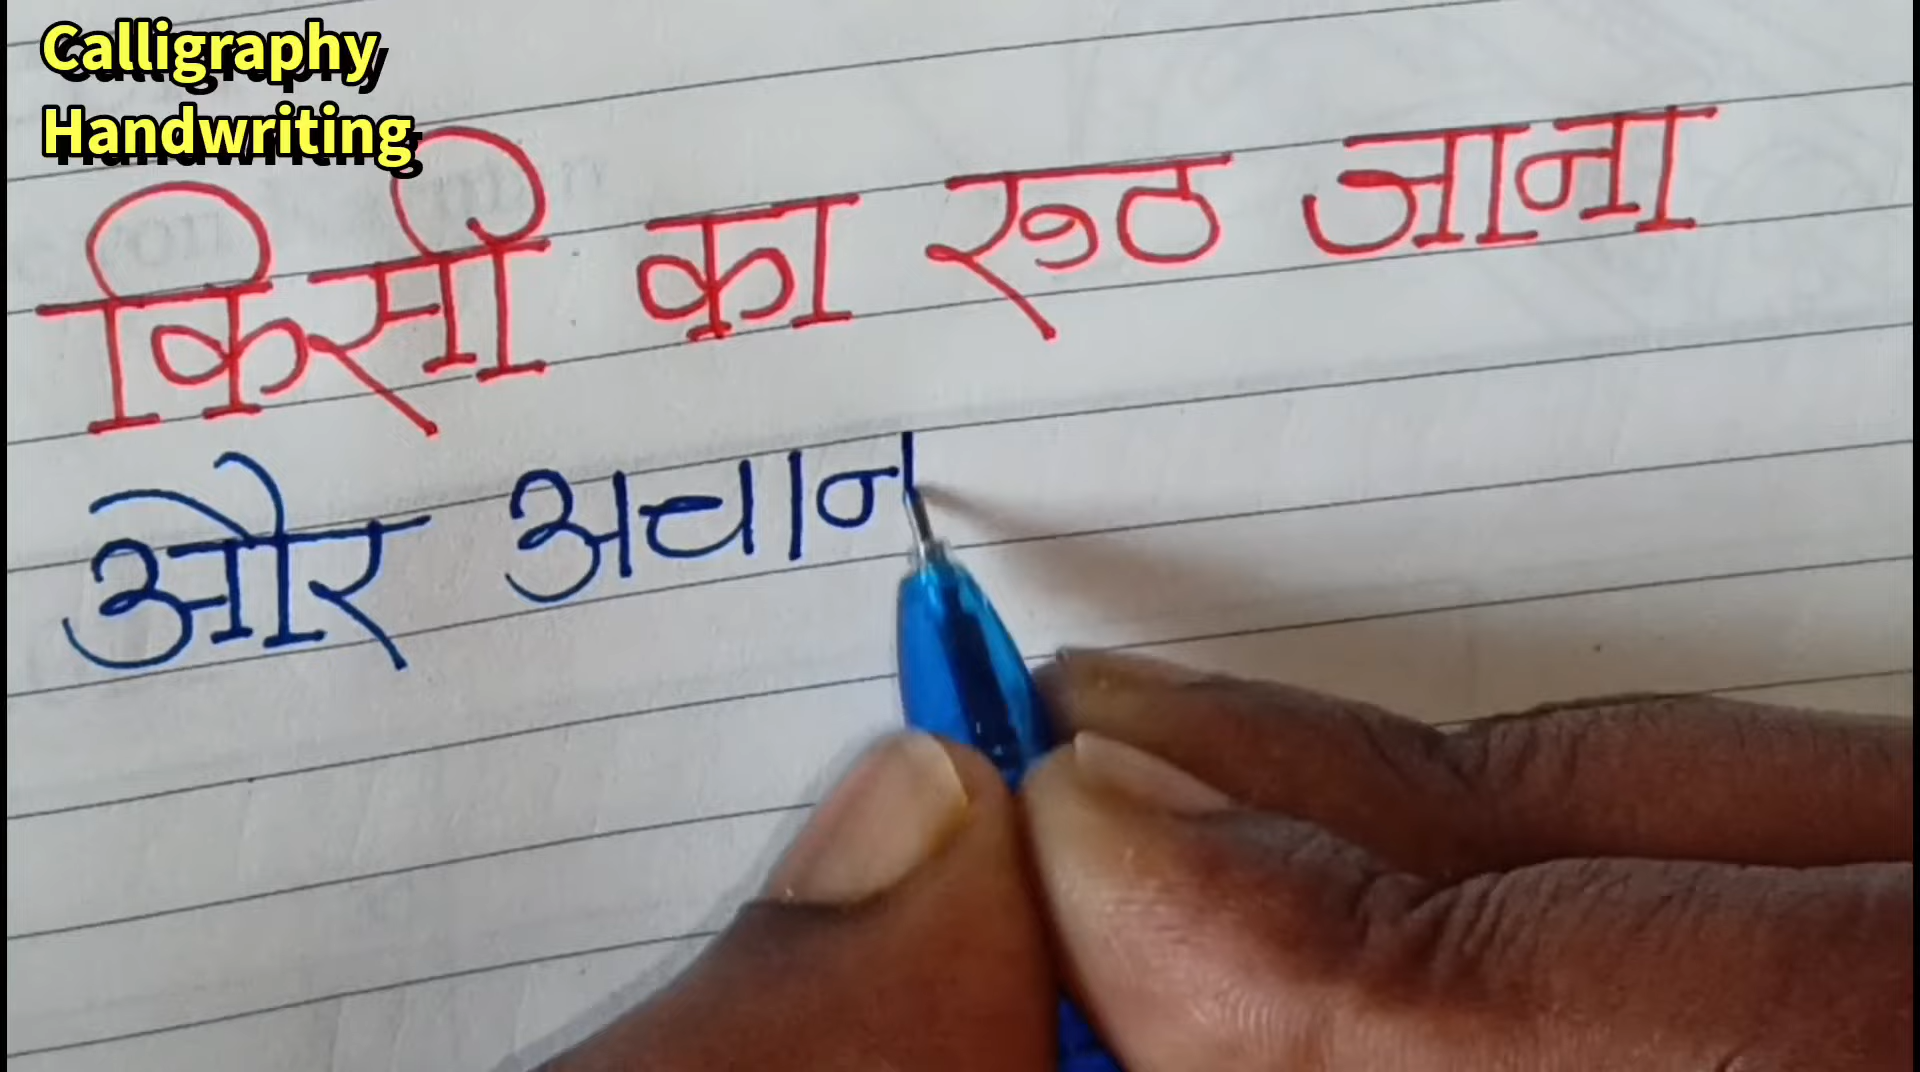 Calligraphy
Handwriting
किसी का रूठ जाना
और अचान